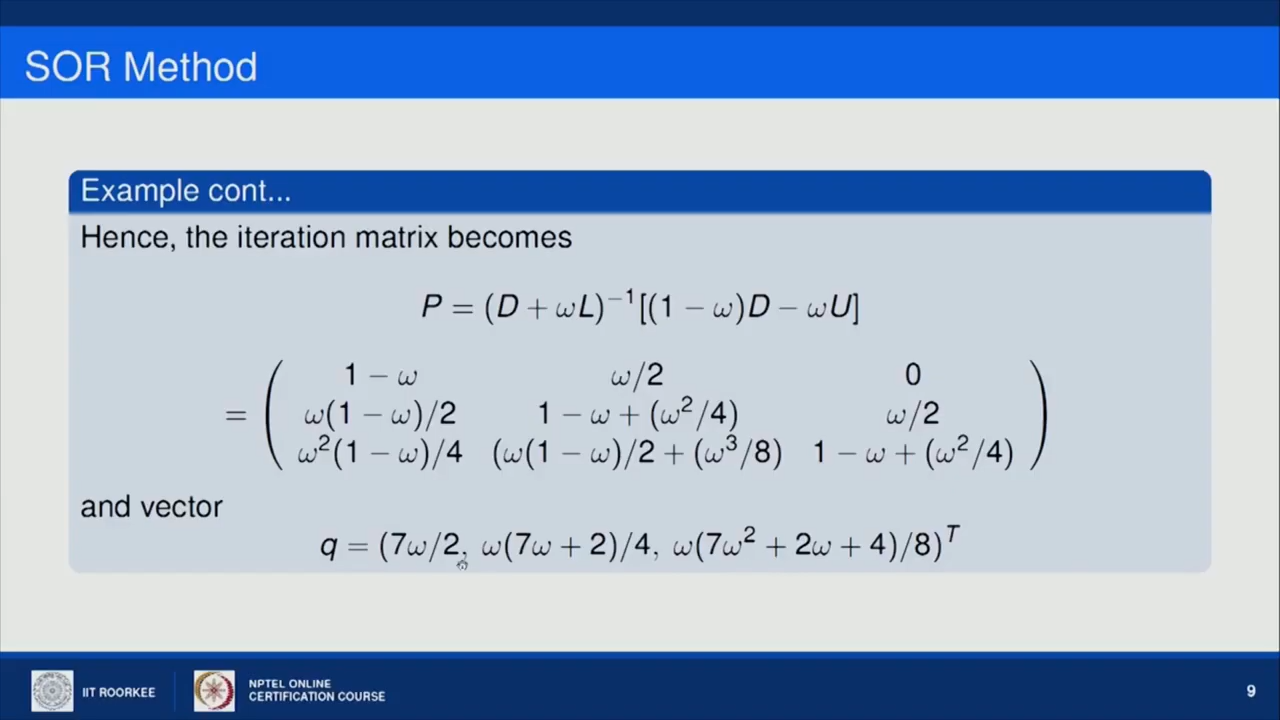 SOR Method
Example cont...
Hence, the iteration matrix becomes
P = (D + ωL)⁻¹[(1 − ω)D − ωU]
= ( 1 − ω ω/2 0
ω(1 − ω)/2 1 − ω + (ω²/4) ω/2
ω²(1 − ω)/4 (ω(1 − ω)/2 + (ω³/8) 1 − ω + (ω²/4) )
and vector
q = (7ω/2, ω(7ω + 2)/4, ω(7ω² + 2ω + 4)/8)ᵀ
IIT ROORKEE
NPTEL ONLINE
CERTIFICATION COURSE
9